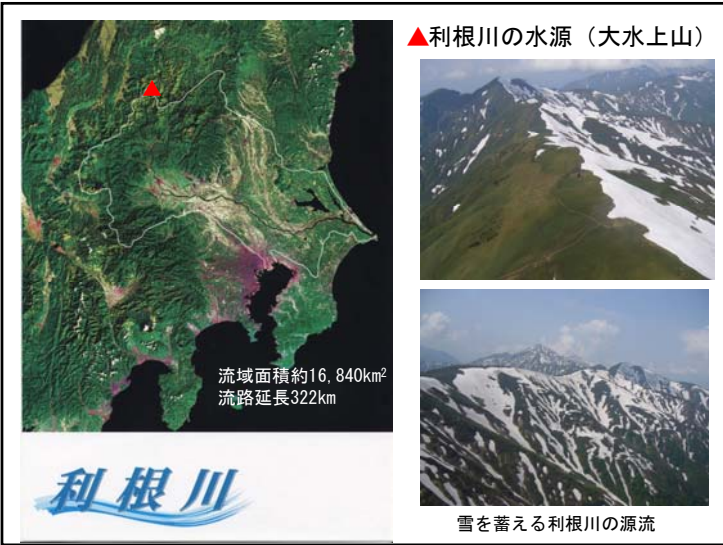 ▲利根川の水源（大水上山）
流域面積約16,840km²
流路延長322km
利根川
雪を蓄える利根川の源流